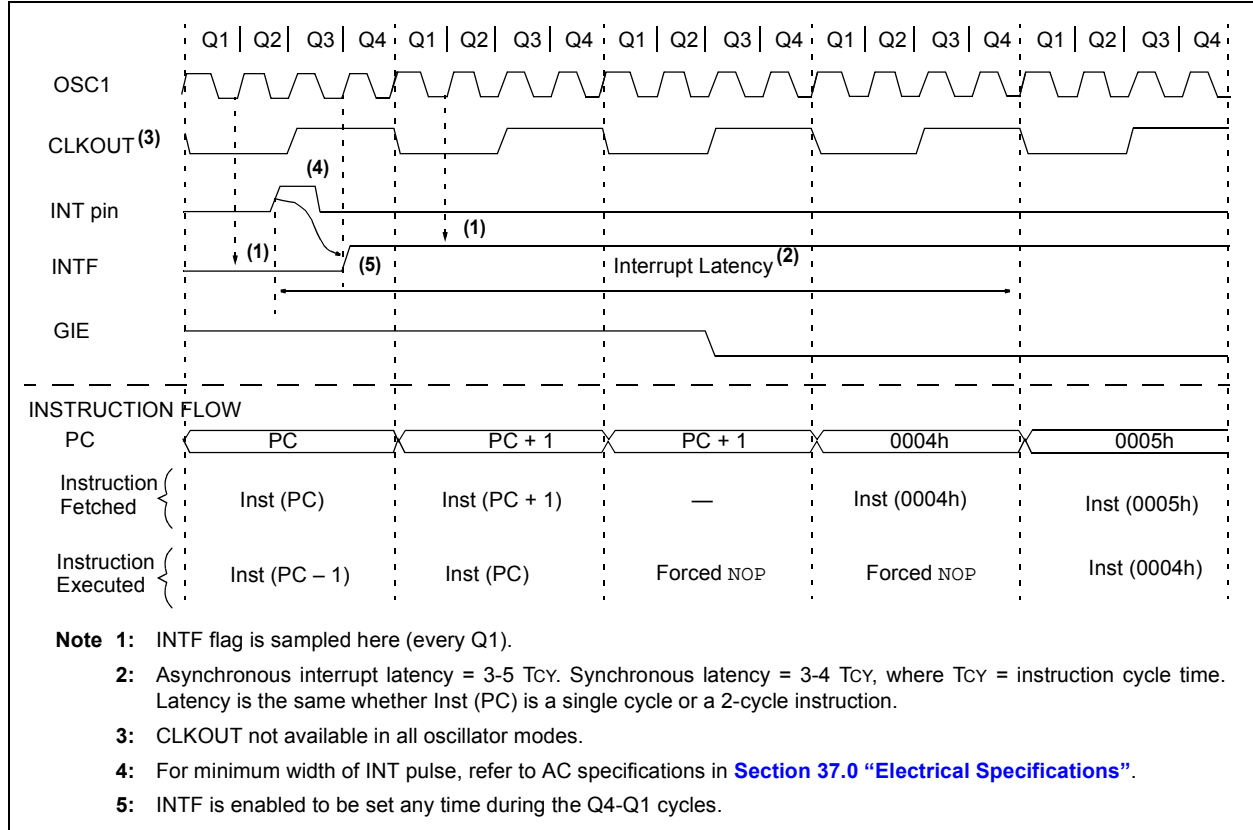 Q1 Q2 Q3 Q4 Q1 Q2 Q3 Q4 Q1 Q2 Q3 Q4 Q1 Q2 Q3 Q4 Q1 Q2 Q3 Q4
OSC1
CLKOUT (3)
(4)
INT pin
(1)
(1)
INTF
(5)
Interrupt Latency (2)
GIE
INSTRUCTION FLOW
PC PC PC + 1 PC + 1 0004h 0005h
Instruction Fetched Inst (PC) Inst (PC + 1) — Inst (0004h) Inst (0005h)
Instruction Executed Inst (PC – 1) Inst (PC) Forced NOP Forced NOP Inst (0004h)
Note 1: INTF flag is sampled here (every Q1).
2: Asynchronous interrupt latency = 3-5 TCY. Synchronous latency = 3-4 TCY, where TCY = instruction cycle time.
Latency is the same whether Inst (PC) is a single cycle or a 2-cycle instruction.
3: CLKOUT not available in all oscillator modes.
4: For minimum width of INT pulse, refer to AC specifications in Section 37.0 “Electrical Specifications”.
5: INTF is enabled to be set any time during the Q4-Q1 cycles.